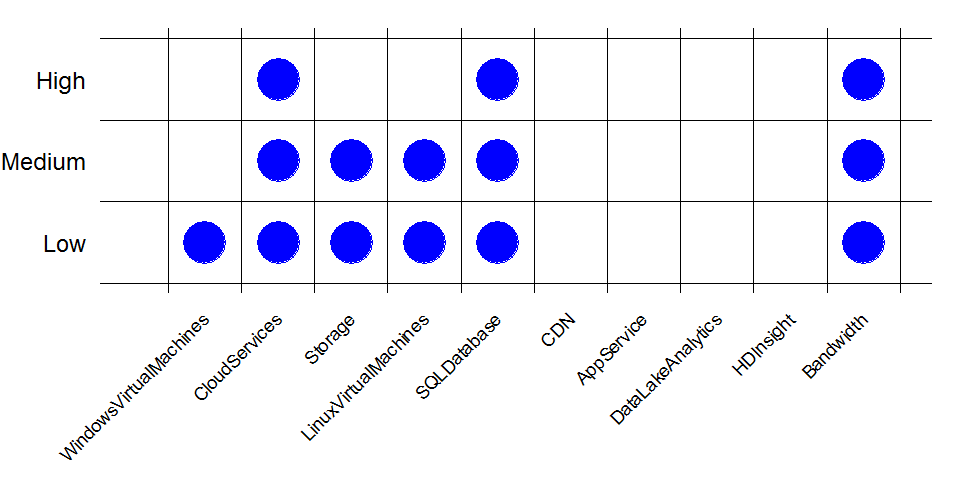 High
Medium
Low
WindowsVirtualMachines
CloudServices
Storage
LinuxVirtualMachines
SQLDatabase
CDN
AppService
DataLakeAnalytics
HDInsight
Bandwidth